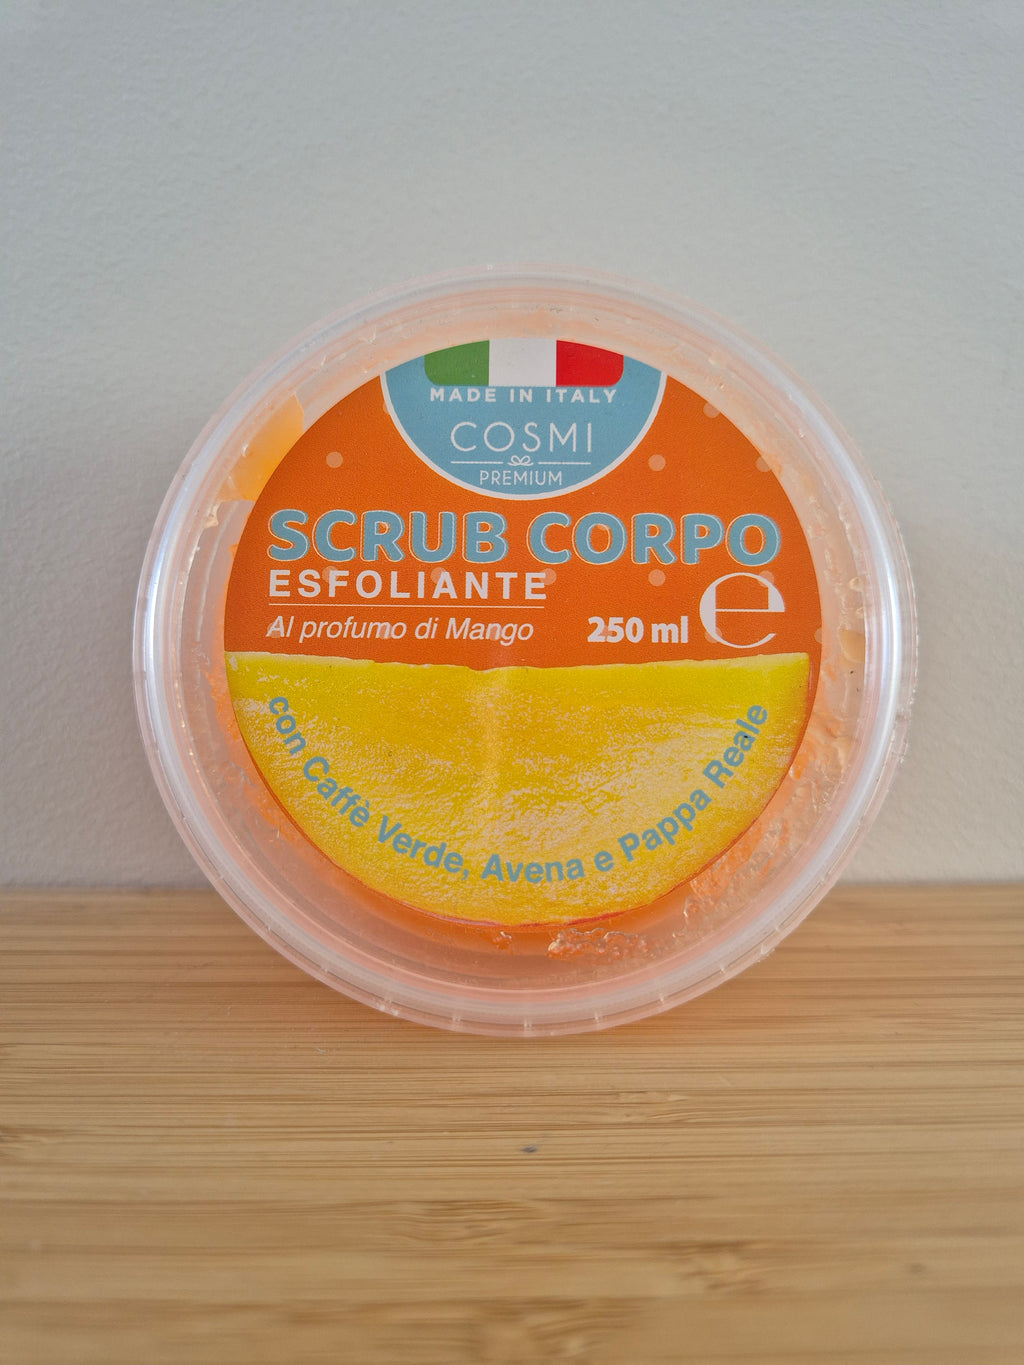 MADE IN ITALY
COSMI
PREMIUM
SCRUB CORPO
ESFOLIANTE
Al profumo di Mango
250 ml e
con Caffè Verde, Avena e Pappa Reale